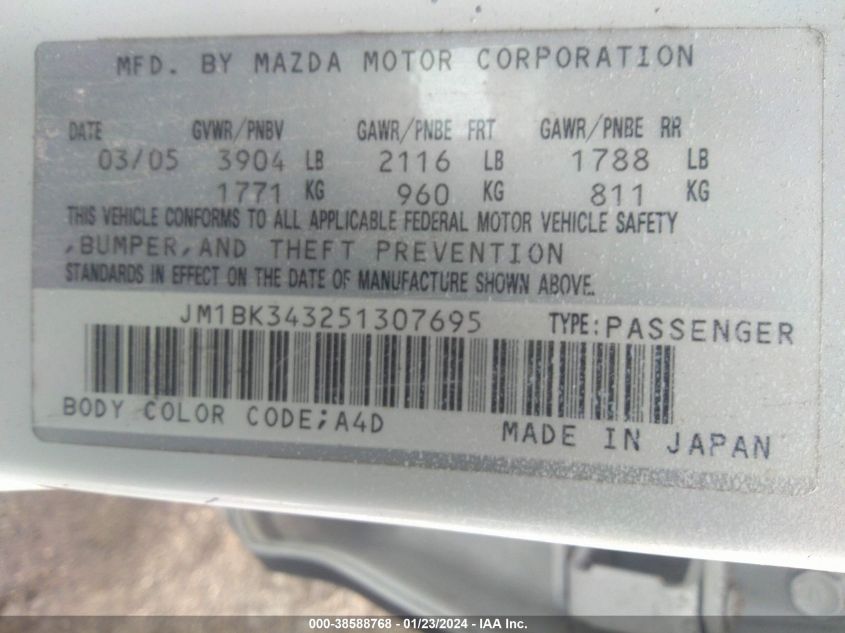 MFD. BY MAZDA MOTOR CORPORATION
DATE GVWR/PNBV GAWR/PNBE FRT GAWR/PNBE RR
03/05 3904 LB 2116 LB 1788 LB
1771 KG 960 KG 811 KG
THIS VEHICLE CONFORMS TO ALL APPLICABLE FEDERAL MOTOR VEHICLE SAFETY
,BUMPER,AND THEFT PREVENTION
STANDARDS IN EFFECT ON THE DATE OF MANUFACTURE SHOWN ABOVE.
JM1BK343251307695 TYPE:PASSENGER
BODY COLOR CODE;A4D MADE IN JAPAN
000-38588768 - 01/23/2024 - IAA Inc.